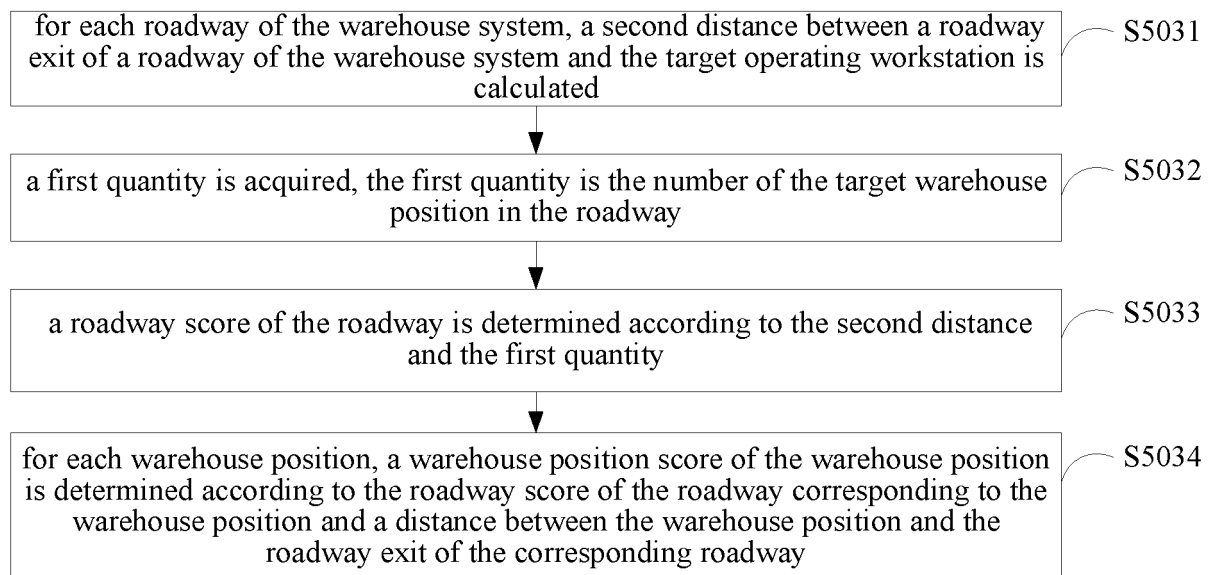 for each roadway of the warehouse system, a second distance between a roadway
exit of a roadway of the warehouse system and the target operating workstation is
calculated
S5031
a first quantity is acquired, the first quantity is the number of the target warehouse
position in the roadway
S5032
a roadway score of the roadway is determined according to the second distance
and the first quantity
S5033
for each warehouse position, a warehouse position score of the warehouse position
is determined according to the roadway score of the roadway corresponding to the
warehouse position and a distance between the warehouse position and the
roadway exit of the corresponding roadway
S5034